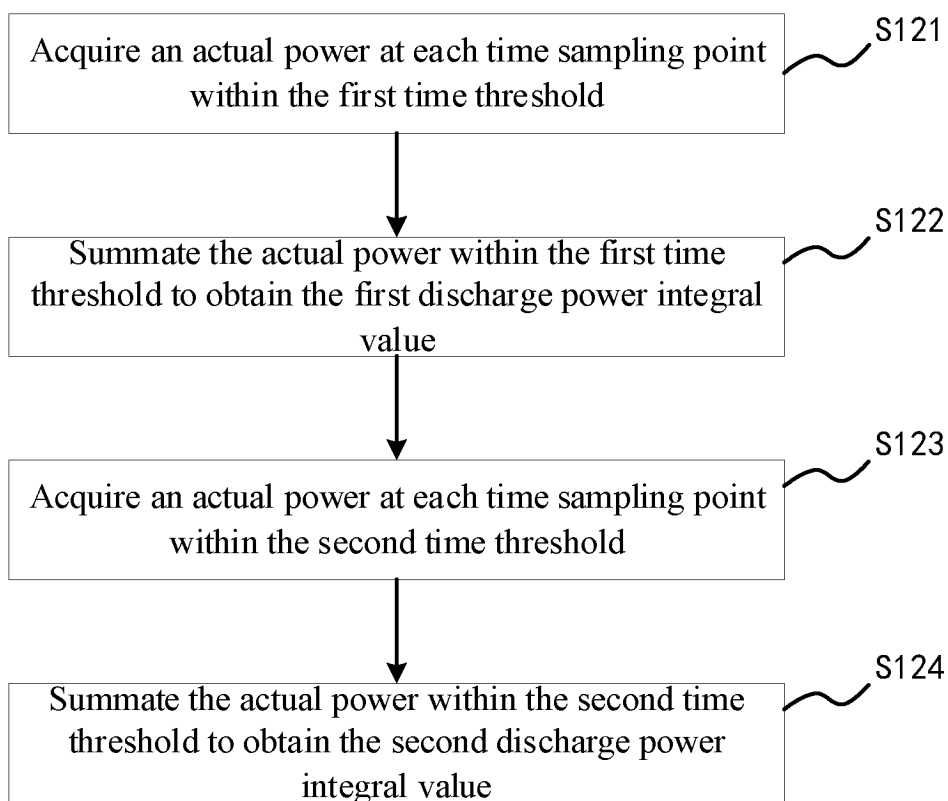 S121
Acquire an actual power at each time sampling point
within the first time threshold
S122
Summate the actual power within the first time
threshold to obtain the first discharge power integral
value
S123
Acquire an actual power at each time sampling point
within the second time threshold
S124
Summate the actual power within the second time
threshold to obtain the second discharge power
integral value